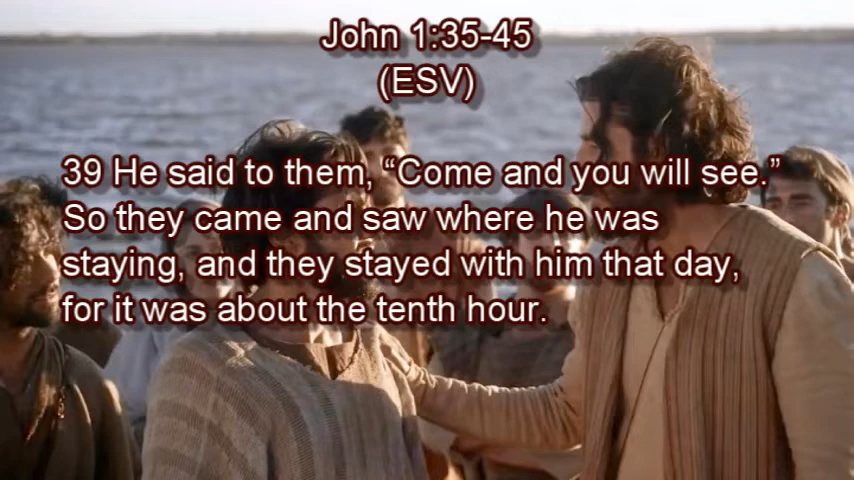 John 1:35-45
(ESV)
39 He said to them, “Come and you will see.”
So they came and saw where he was
staying, and they stayed with him that day,
for it was about the tenth hour.